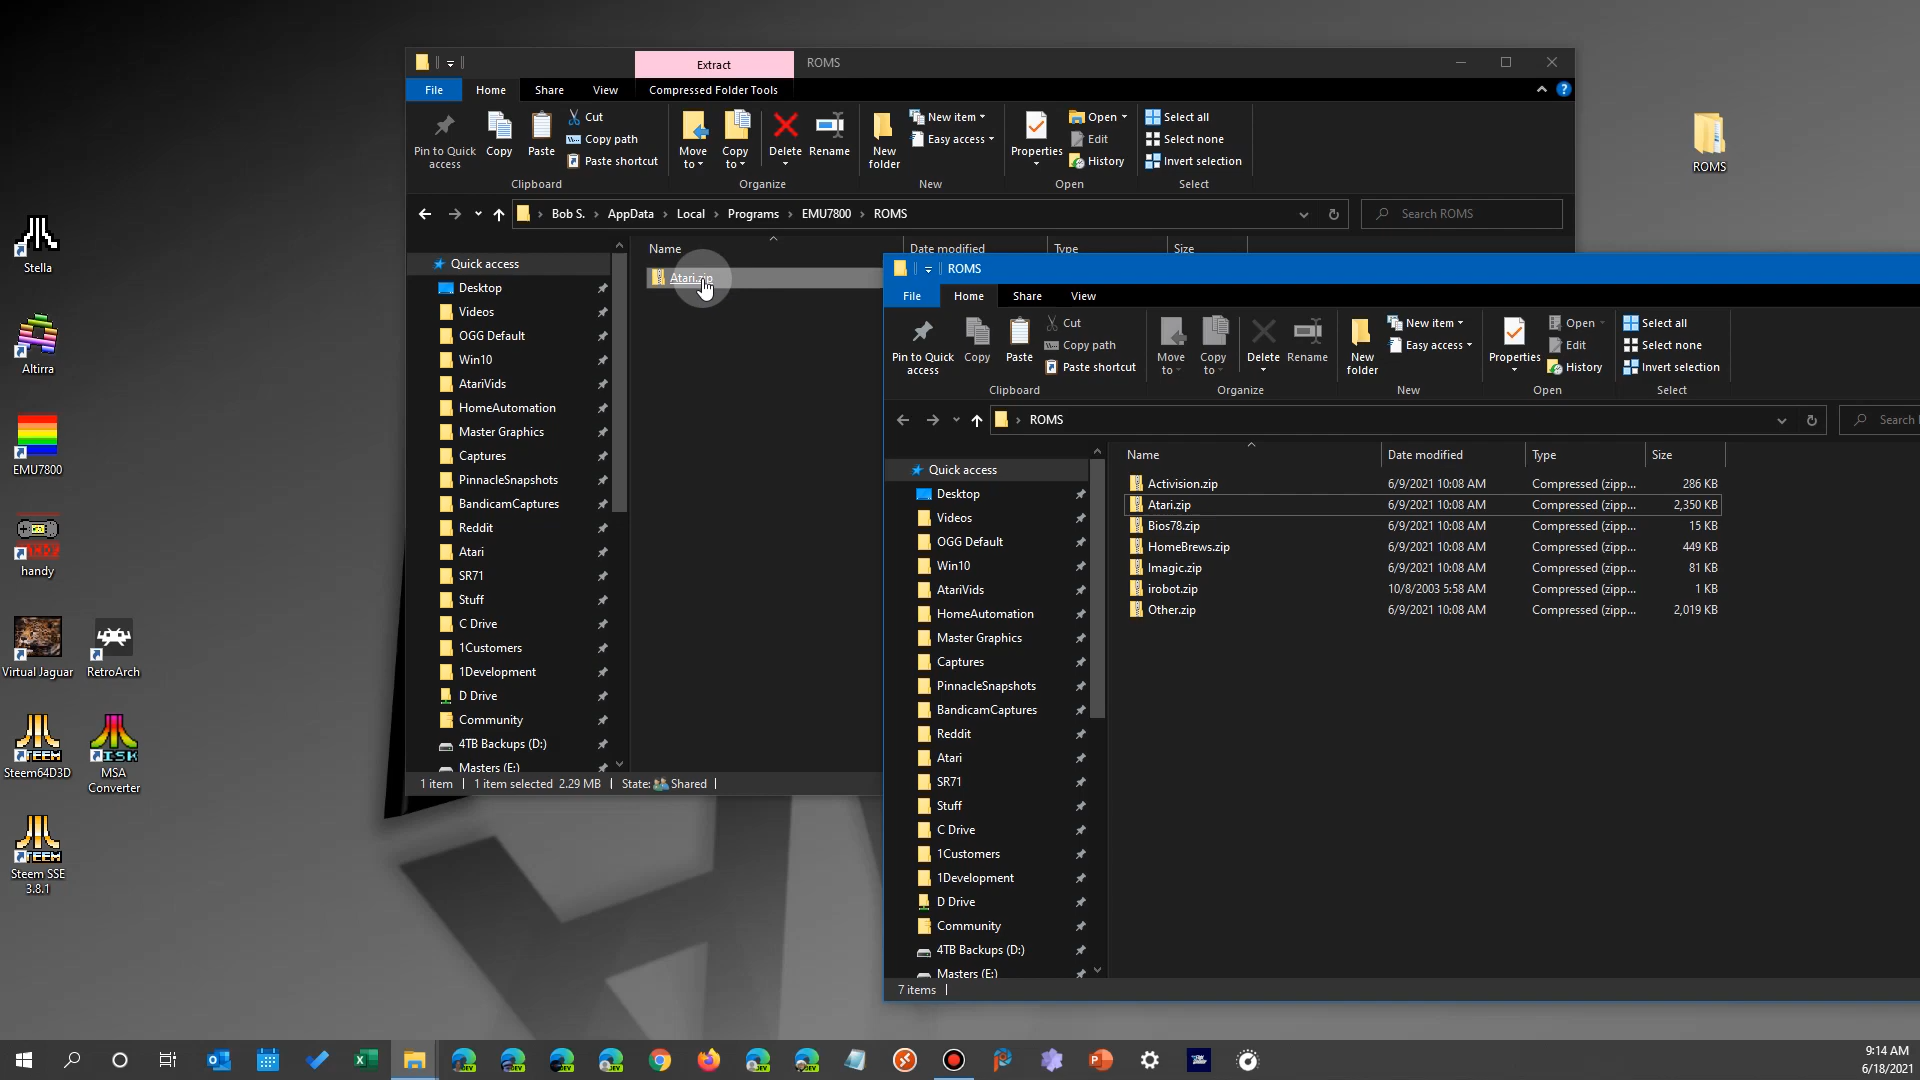 Stella
Altirra
EMU7800
handy
Virtual Jaguar
RetroArch
Steem64D3D
MSA
Converter
Steem SSE
3.8.1
ROMS
Extract
ROMS
File
Home
Share
View
Compressed Folder Tools
Pin to Quick
access
Copy
Paste
Cut
Copy path
Paste shortcut
Clipboard
Move
to
Copy
to
Delete
Rename
Organize
New
folder
New item
Easy access
New
Properties
Open
Edit
History
Open
Select all
Select none
Invert selection
Select
Bob S. › AppData › Local › Programs › EMU7800 › ROMS
Search ROMS
Name
Date modified
Type
Size
Atari.zip
Quick access
Desktop
Videos
OGG Default
Win10
AtariVids
HomeAutomation
Master Graphics
Captures
PinnacleSnapshots
BandicamCaptures
Reddit
Atari
SR71
Stuff
C Drive
1Customers
1Development
D Drive
Community
4TB Backups (D:)
Masters (E:)
1 item
1 item selected 2.29 MB
State: Shared
ROMS
File
Home
Share
View
Pin to Quick
access
Copy
Paste
Cut
Copy path
Paste shortcut
Clipboard
Move
to
Copy
to
Delete
Rename
Organize
New
folder
New item
Easy access
New
Properties
Open
Edit
History
Open
Select all
Select none
Invert selection
Select
› ROMS
Search
Name
Date modified
Type
Size
Activision.zip 6/9/2021 10:08 AM Compressed (zipp... 286 KB
Atari.zip 6/9/2021 10:08 AM Compressed (zipp... 2,350 KB
Bios78.zip 6/9/2021 10:08 AM Compressed (zipp... 15 KB
HomeBrews.zip 6/9/2021 10:08 AM Compressed (zipp... 449 KB
Imagic.zip 6/9/2021 10:08 AM Compressed (zipp... 81 KB
irobot.zip 10/8/2003 5:58 AM Compressed (zipp... 1 KB
Other.zip 6/9/2021 10:08 AM Compressed (zipp... 2,019 KB
Quick access
Desktop
Videos
OGG Default
Win10
AtariVids
HomeAutomation
Master Graphics
Captures
PinnacleSnapshots
BandicamCaptures
Reddit
Atari
SR71
Stuff
C Drive
1Customers
1Development
D Drive
Community
4TB Backups (D:)
Masters (E:)
7 items
9:14 AM
6/18/2021